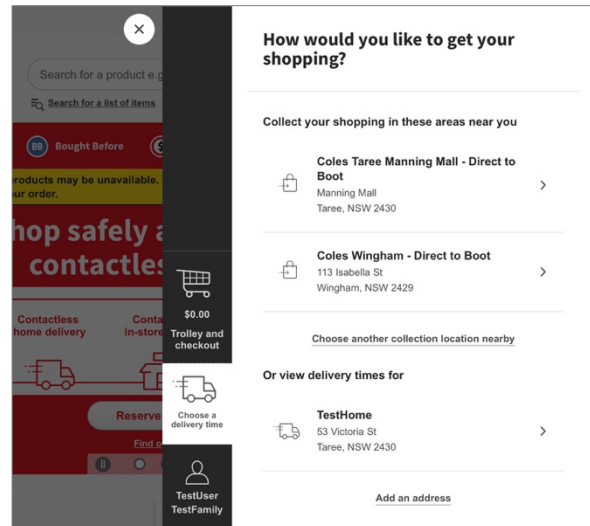 How would you like to get your
shopping?
Search for a product e.g
Search for a list of items
BB Bought Before $
roducts may be unavailable.
ur order.
hop safely a
contactles
Contactless
home delivery
Conta
in-store
Reserve
Find o
$0.00
Trolley and
checkout
Choose a
delivery time
TestUser
TestFamily
Collect your shopping in these areas near you
Coles Taree Manning Mall - Direct to
Boot
Manning Mall
Taree, NSW 2430
Coles Wingham - Direct to Boot
113 Isabella St
Wingham, NSW 2429
Choose another collection location nearby
Or view delivery times for
TestHome
53 Victoria St
Taree, NSW 2430
Add an address